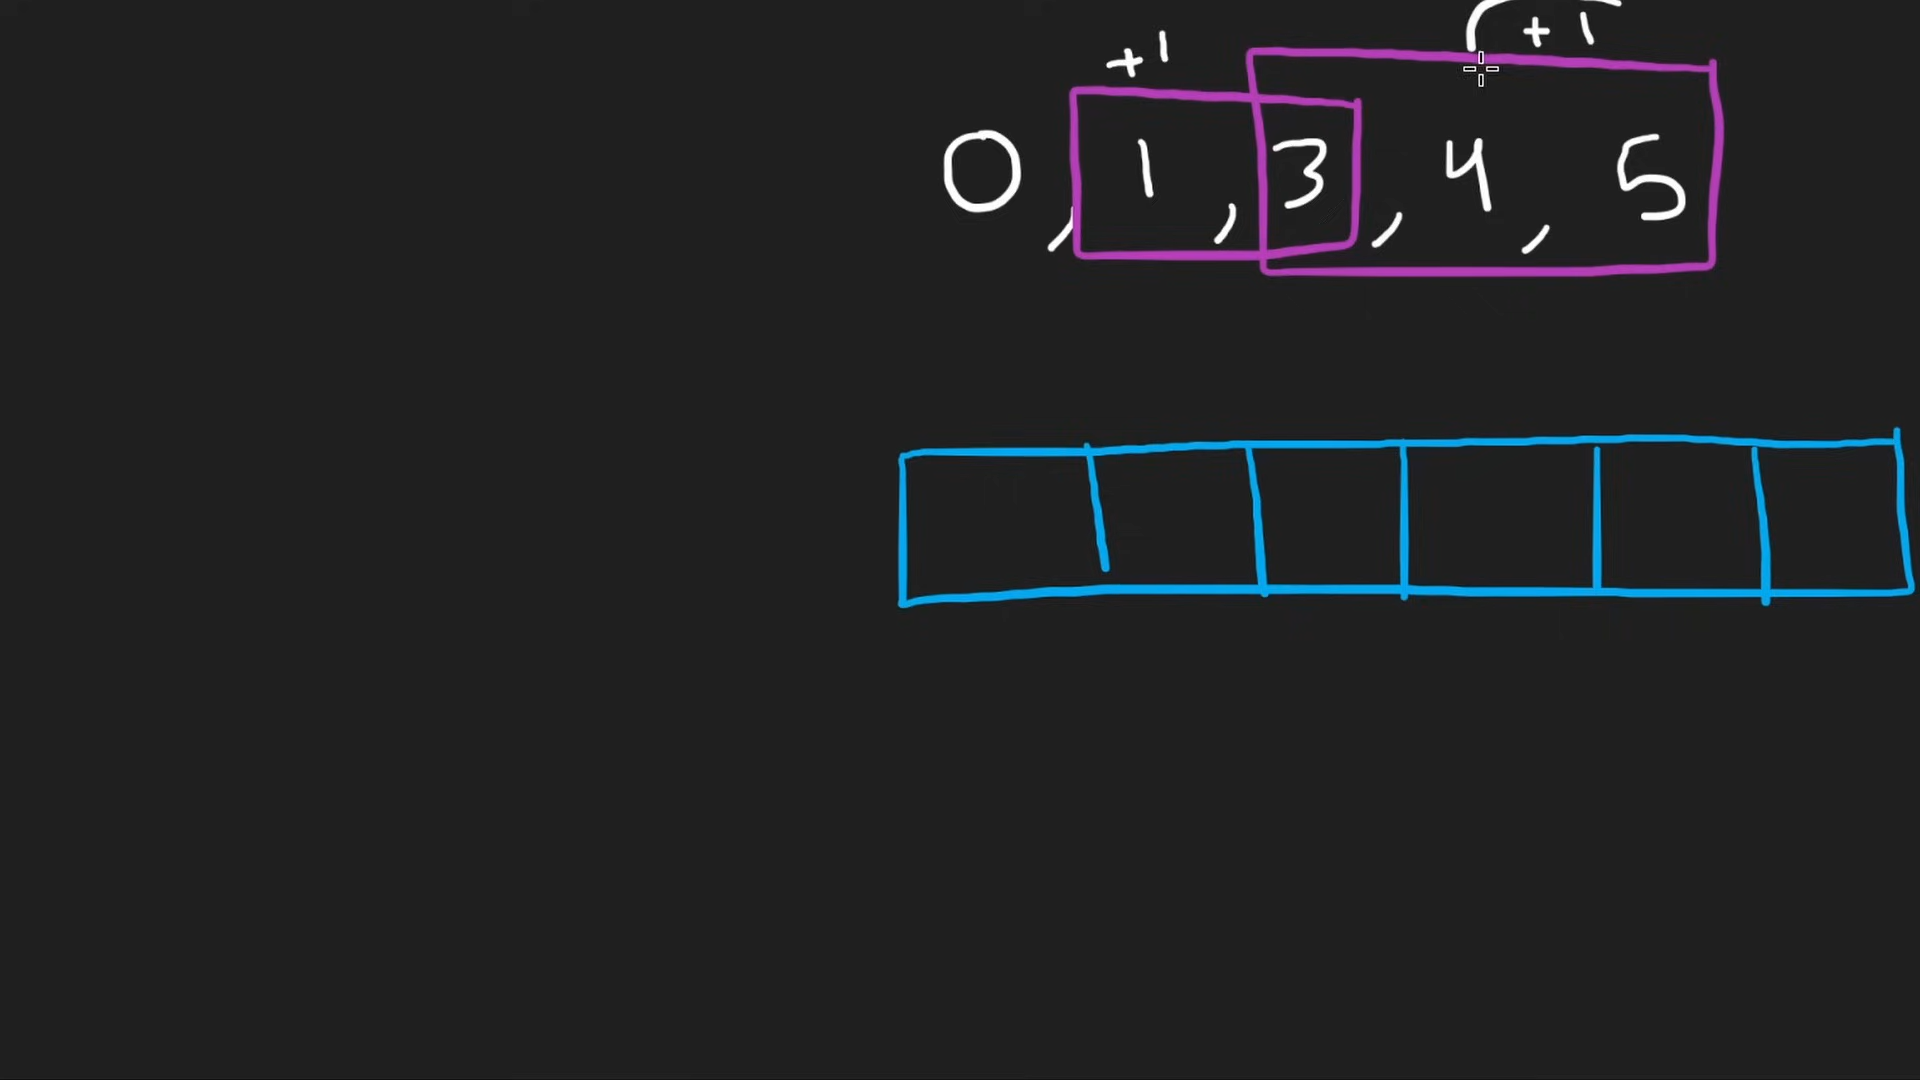 +1 +1
0, 1, 3, 4, 5